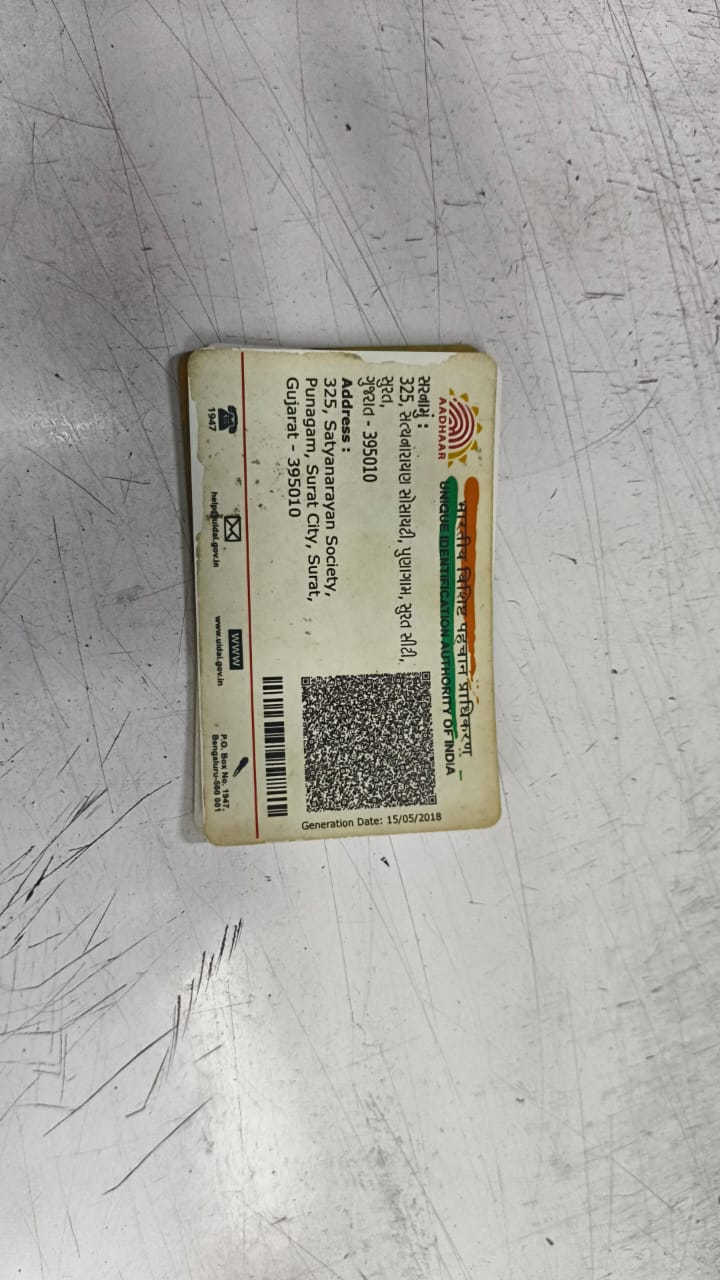 भारतीय विशिष्ट पहचान प्राधिकरण
UNIQUE IDENTIFICATION AUTHORITY OF INDIA
AADHAAR
સરનામું :
325, સત્યનારાયણ સોસાયટી, પુણાગામ, સુરત સીટી,
સુરત,
ગુજરાત - 395010
Address :
325, Satyanarayan Society,
Punagam, Surat City, Surat,
Gujarat - 395010
Generation Date: 15/05/2018
1947
help@uidai.gov.in
WWW
www.uidai.gov.in
P.O. Box No. 1947,
Bengaluru-560 001